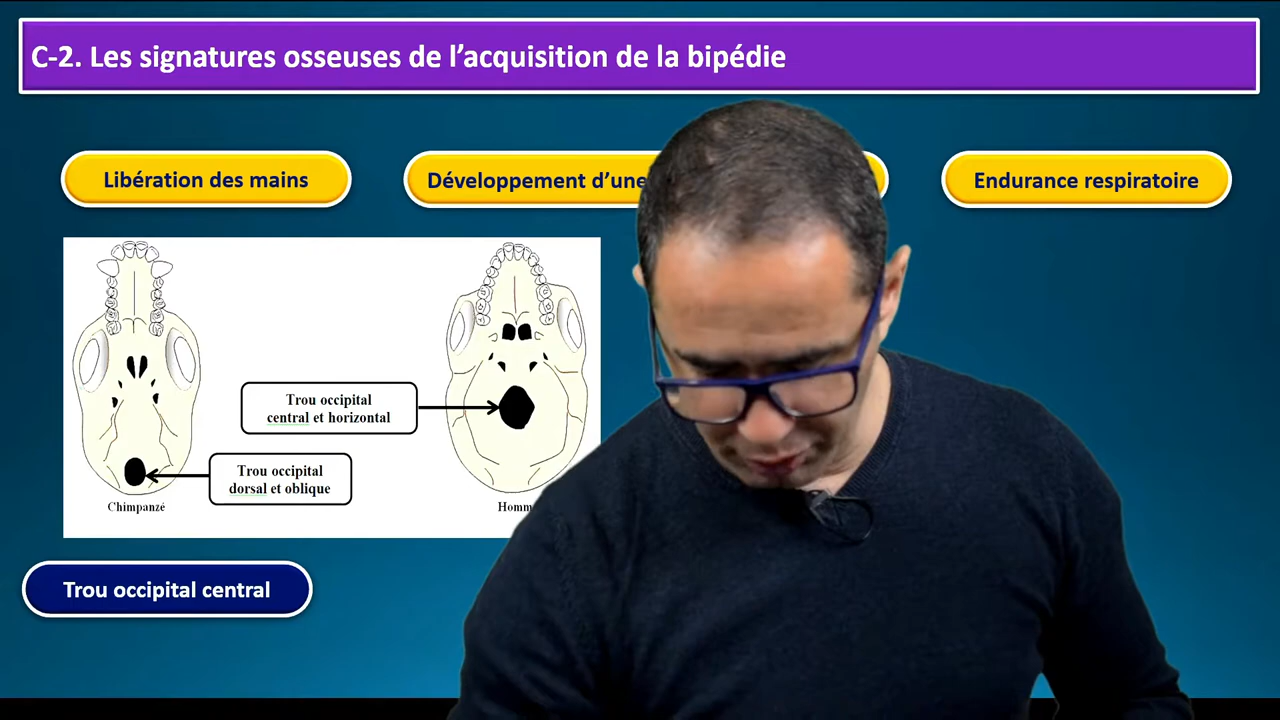 C-2. Les signatures osseuses de l’acquisition de la bipédie
Libération des mains
Développement d’une
Endurance respiratoire
Trou occipital
central et horizontal
Trou occipital
dorsal et oblique
Chimpanzé
Trou occipital central